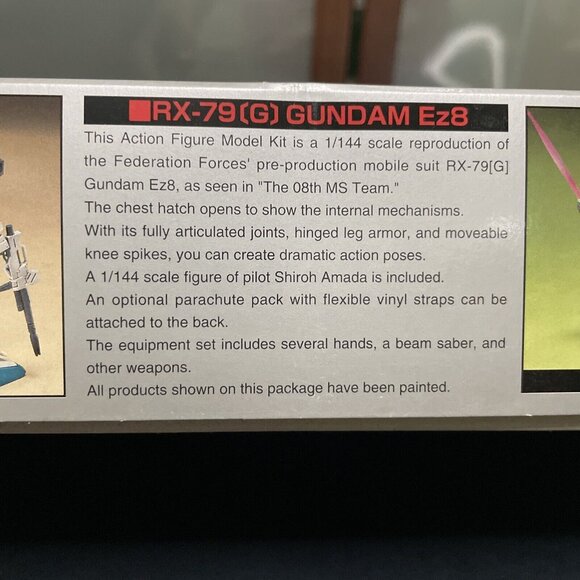 ■RX-79(G) GUNDAM Ez8
This Action Figure Model Kit is a 1/144 scale reproduction of
the Federation Forces' pre-production mobile suit RX-79[G]
Gundam Ez8, as seen in "The 08th MS Team."
The chest hatch opens to show the internal mechanisms.
With its fully articulated joints, hinged leg armor, and moveable
knee spikes, you can create dramatic action poses.
A 1/144 scale figure of pilot Shiroh Amada is included.
An optional parachute pack with flexible vinyl straps can be
attached to the back.
The equipment set includes several hands, a beam saber, and
other weapons.
All products shown on this package have been painted.